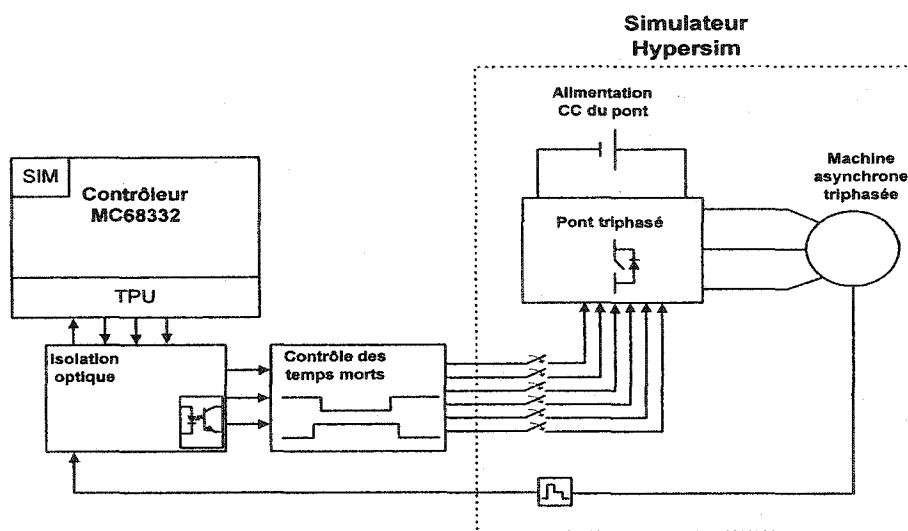 Simulateur
Hypersim
Alimentation
CC du pont
Machine
asynchrone
triphasée
SIM
Contrôleur
MC68332
Pont triphasé
TPU
Isolation
optique
Contrôle des
temps morts